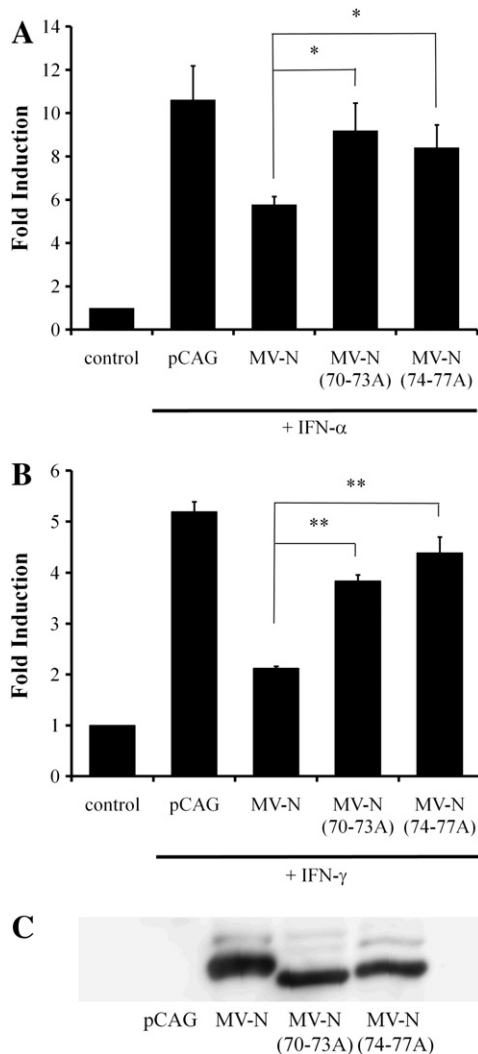 A
Fold Induction
14
12
10
8
6
4
2
0
*
*
control pCAG MV-N MV-N (70-73A) MV-N (74-77A)
+ IFN-α
B
Fold Induction
6
5
4
3
2
1
0
**
**
control pCAG MV-N MV-N (70-73A) MV-N (74-77A)
+ IFN-γ
C
pCAG MV-N MV-N (70-73A) MV-N (74-77A)